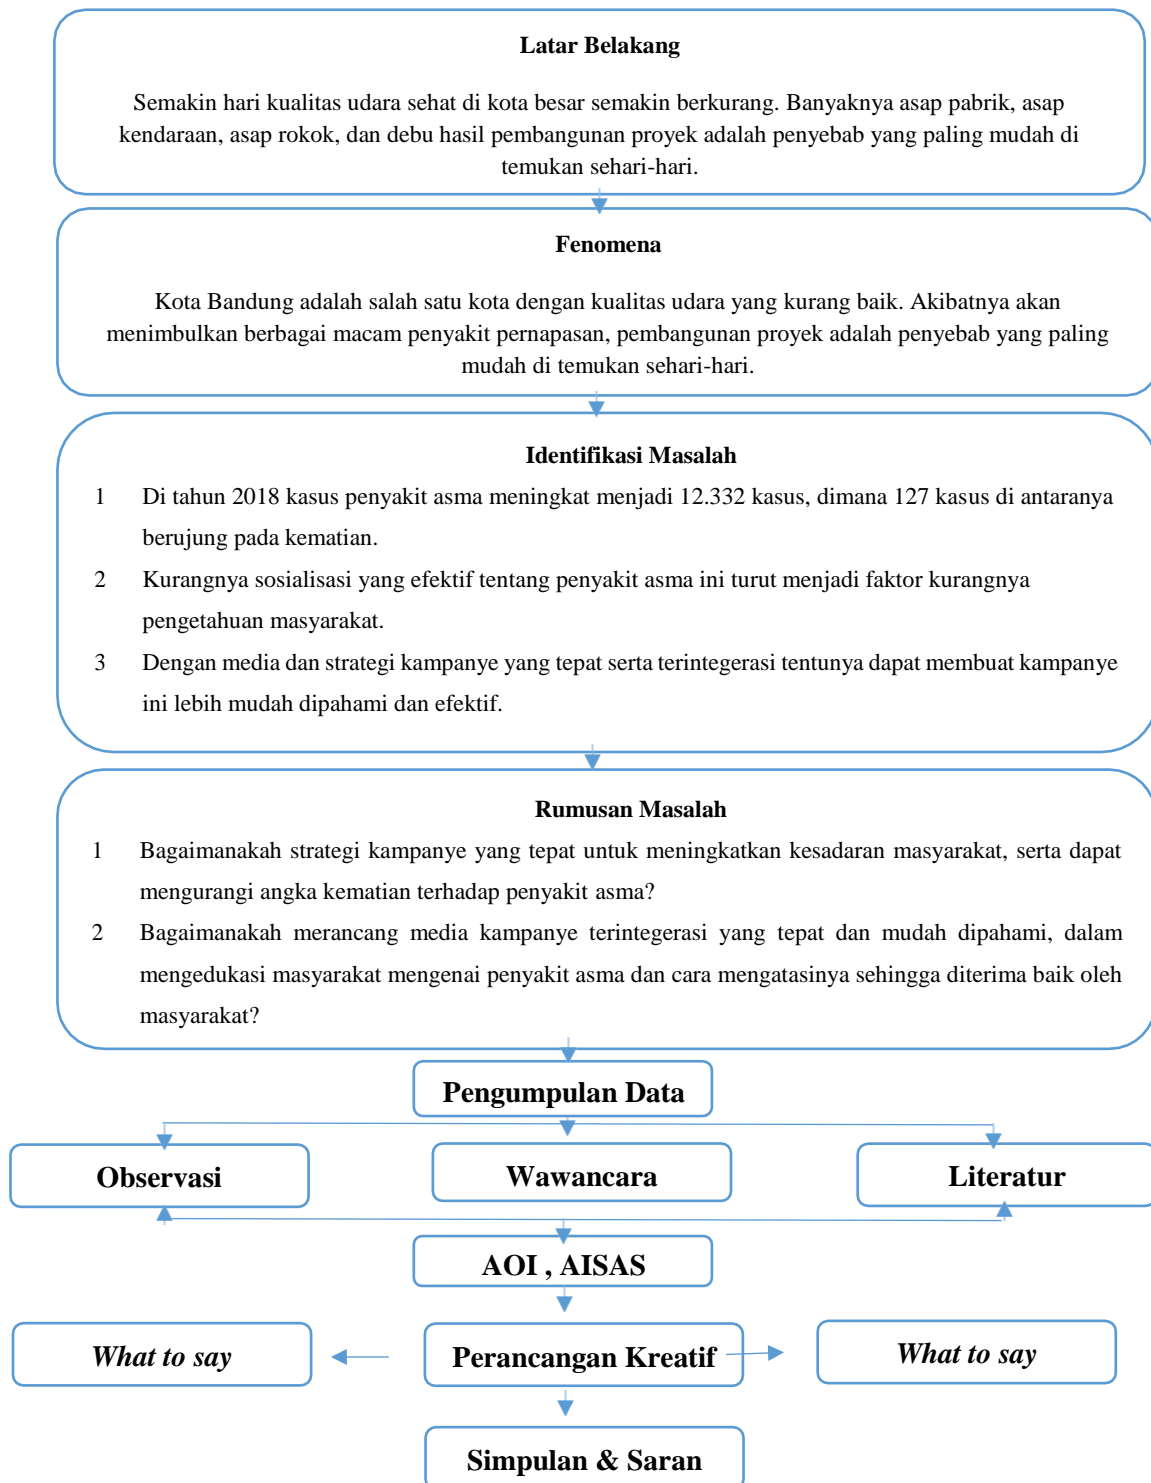 Latar Belakang
Semakin hari kualitas udara sehat di kota besar semakin berkurang. Banyaknya asap pabrik, asap
kendaraan, asap rokok, dan debu hasil pembangunan proyek adalah penyebab yang paling mudah di
temukan sehari-hari.
Fenomena
Kota Bandung adalah salah satu kota dengan kualitas udara yang kurang baik. Akibatnya akan
menimbulkan berbagai macam penyakit pernapasan, pembangunan proyek adalah penyebab yang paling
mudah di temukan sehari-hari.
Identifikasi Masalah
1 Di tahun 2018 kasus penyakit asma meningkat menjadi 12.332 kasus, dimana 127 kasus di antaranya
berujung pada kematian.
2 Kurangnya sosialisasi yang efektif tentang penyakit asma ini turut menjadi faktor kurangnya
pengetahuan masyarakat.
3 Dengan media dan strategi kampanye yang tepat serta terintegerasi tentunya dapat membuat kampanye
ini lebih mudah dipahami dan efektif.
Rumusan Masalah
1 Bagaimanakah strategi kampanye yang tepat untuk meningkatkan kesadaran masyarakat, serta dapat
mengurangi angka kematian terhadap penyakit asma?
2 Bagaimanakah merancang media kampanye terintegerasi yang tepat dan mudah dipahami, dalam
mengedukasi masyarakat mengenai penyakit asma dan cara mengatasinya sehingga diterima baik oleh
masyarakat?
Pengumpulan Data
Observasi
Wawancara
Literatur
AOI , AISAS
What to say
Perancangan Kreatif
What to say
Simpulan & Saran